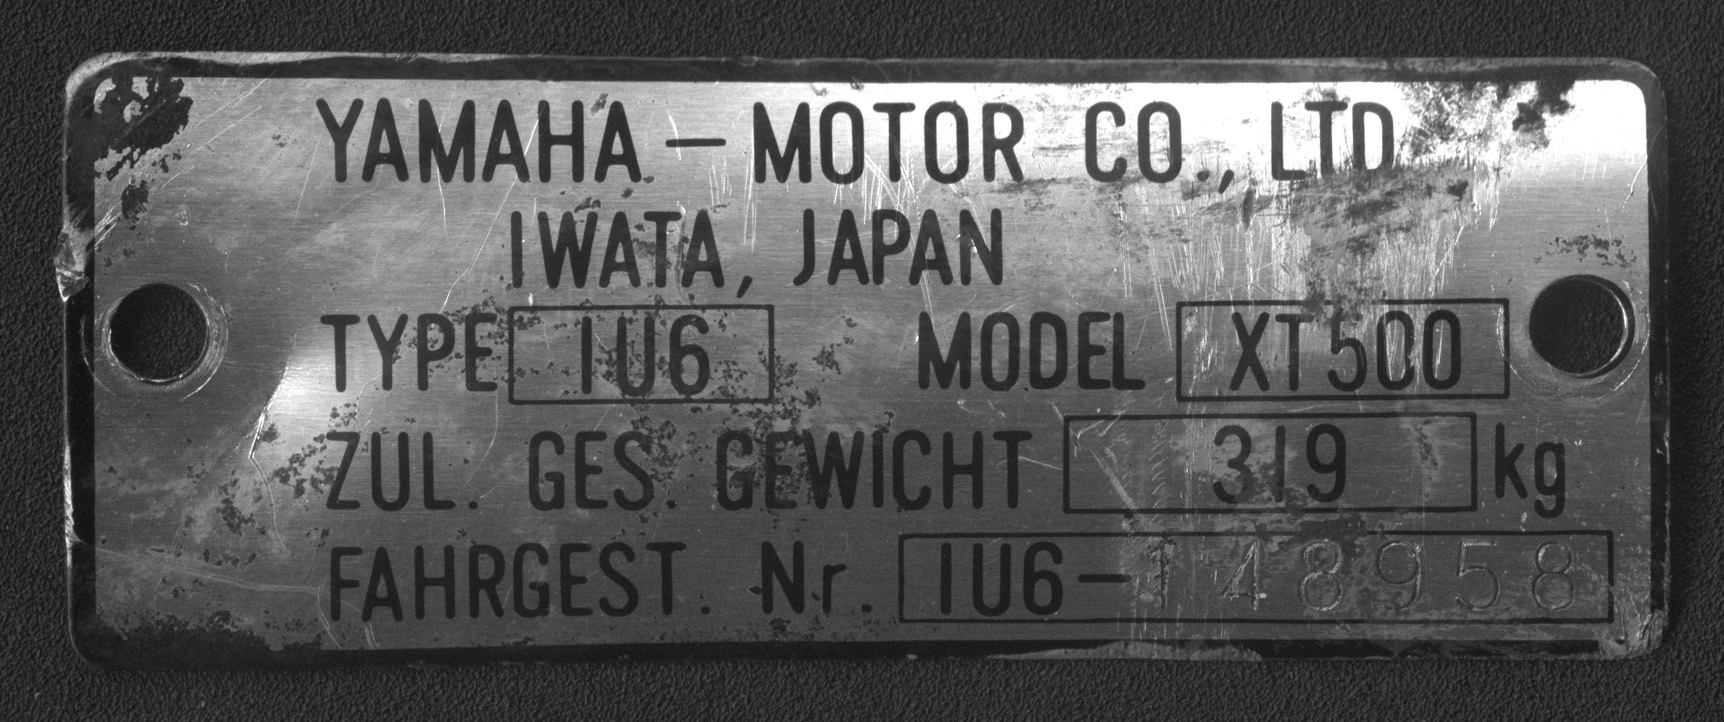 YAMAHA – MOTOR CO., LTD
IWATA, JAPAN
TYPE 1U6 MODEL XT500
ZUL. GES. GEWICHT 319 kg
FAHRGEST. Nr. 1U6–148958